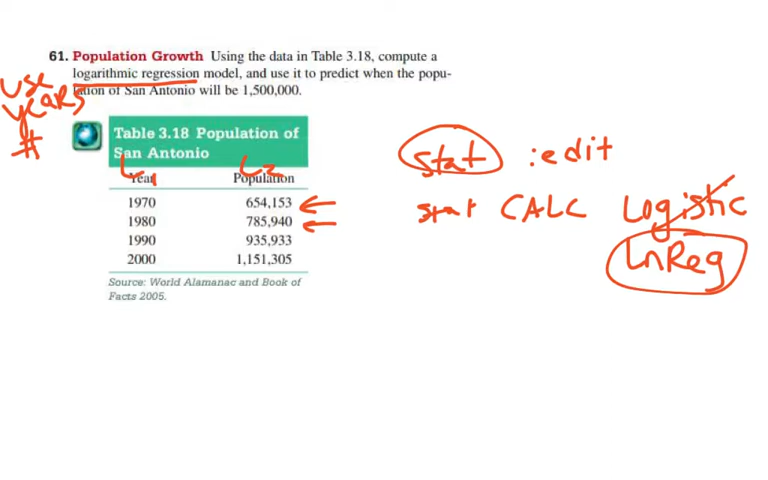 61. Population Growth Using the data in Table 3.18, compute a
logarithmic regression model, and use it to predict when the popu-
lation of San Antonio will be 1,500,000.
use
years
#
Table 3.18 Population of
San Antonio
L1 L2
Year Population
1970 654,153
1980 785,940
1990 935,933
2000 1,151,305
Source: World Alamanac and Book of
Facts 2005.
stat :edit
stat CALC Logistic
LnReg